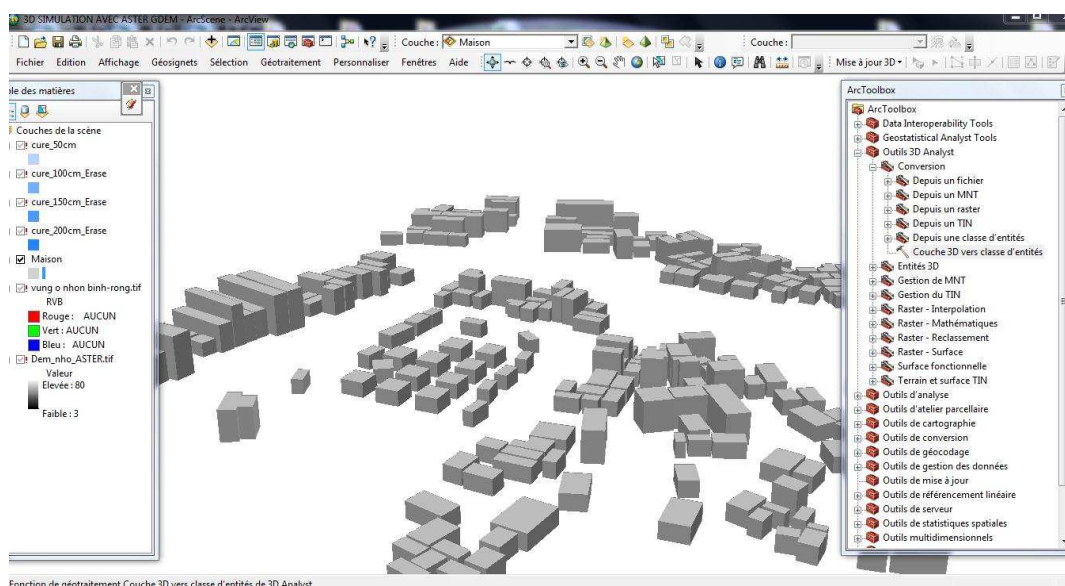 3D SIMULATION AVEC ASTER GDEM - ArcScene - ArcView
Couche : Maison
Couche :
Fichier Edition Affichage Géosignets Sélection Géotraitement Personnaliser Fenêtres Aide
Mise à jour 3D
ble des matières
Couches de la scène
cure_50cm
cure_100cm_Erase
cure_150cm_Erase
cure_200cm_Erase
Maison
vung o nhon binh-rong.tif
RVB
Rouge : AUCUN
Vert : AUCUN
Bleu : AUCUN
Dem_nho_ASTER.tif
Valeur
Elevée : 80
Faible : 3
ArcToolbox
ArcToolbox
Data Interoperability Tools
Geostatistical Analyst Tools
Outils 3D Analyst
Conversion
Depuis un fichier
Depuis un MNT
Depuis un raster
Depuis un TIN
Depuis une classe d'entités
Couche 3D vers classe d'entités
Entités 3D
Gestion de MNT
Gestion du TIN
Raster - Interpolation
Raster - Mathématiques
Raster - Reclassement
Raster - Surface
Surface fonctionnelle
Terrain et surface TIN
Outils d'analyse
Outils d'atelier parcellaire
Outils de cartographie
Outils de conversion
Outils de géocodage
Outils de gestion des données
Outils de mise à jour
Outils de référencement linéaire
Outils de serveur
Outils de statistiques spatiales
Outils multidimensionnels
Fonction de géotraitement Couche 3D vers classe d'entités de 3D Analyst